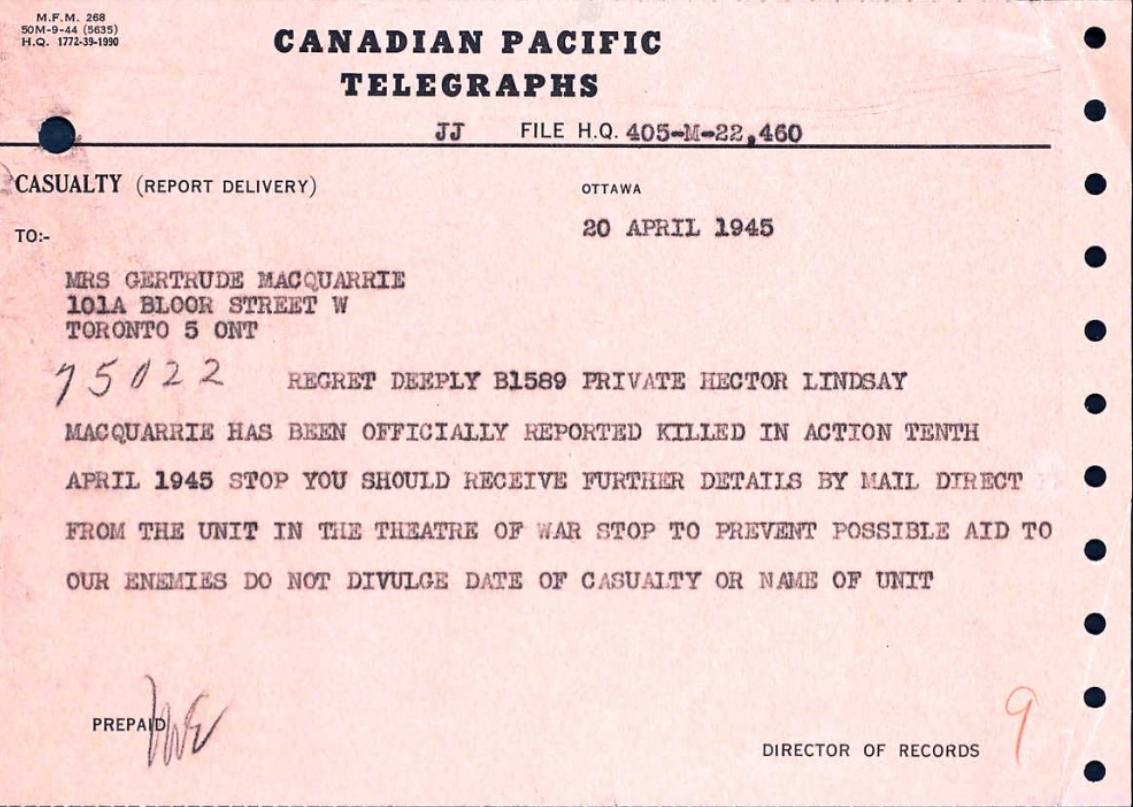 M.F.M. 268
50M-9-44 (5635)
H.Q. 1772-39-1990
CANADIAN PACIFIC
TELEGRAPHS
JJ FILE H.Q. 405-M-22,460
CASUALTY (REPORT DELIVERY)
OTTAWA
TO:-
20 APRIL 1945
MRS GERTRUDE MACQUARRIE
101A BLOOR STREET W
TORONTO 5 ONT
75022 REGRET DEEPLY B1589 PRIVATE HECTOR LINDSAY
MACQUARRIE HAS BEEN OFFICIALLY REPORTED KILLED IN ACTION TENTH
APRIL 1945 STOP YOU SHOULD RECEIVE FURTHER DETAILS BY MAIL DIRECT
FROM THE UNIT IN THE THEATRE OF WAR STOP TO PREVENT POSSIBLE AID TO
OUR ENEMIES DO NOT DIVULGE DATE OF CASUALTY OR NAME OF UNIT
9
PREPAID
DIRECTOR OF RECORDS